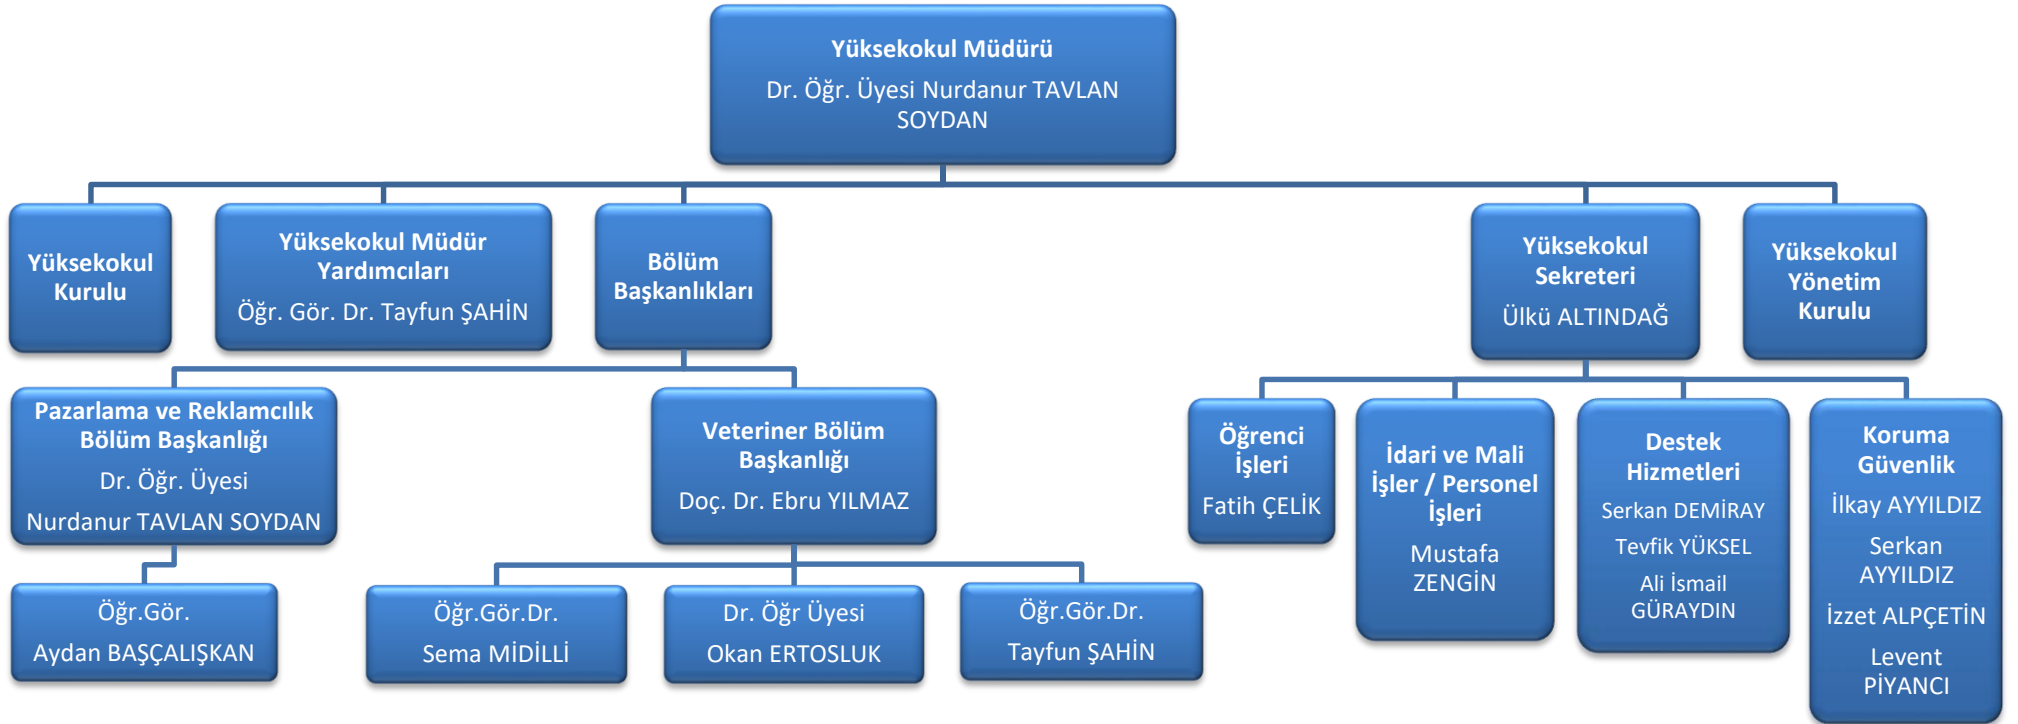 Yüksekokul Müdürü
Dr. Öğr. Üyesi Nurdanur TAVLAN
SOYDAN
Yüksekokul
Kurulu
Yüksekokul Müdür
Yardımcıları
Öğr. Gör. Dr. Tayfun ŞAHİN
Bölüm
Başkanlıkları
Yüksekokul
Sekreteri
Ülkü ALTINDAĞ
Yüksekokul
Yönetim
Kurulu
Pazarlama ve Reklamcılık
Bölüm Başkanlığı
Dr. Öğr. Üyesi
Nurdanur TAVLAN SOYDAN
Veteriner Bölüm
Başkanlığı
Doç. Dr. Ebru YILMAZ
Öğrenci
İşleri
Fatih ÇELİK
İdari ve Mali
İşler / Personel
İşleri
Mustafa
ZENGİN
Destek
Hizmetleri
Serkan DEMİRAY
Tevfik YÜKSEL
Ali İsmail
GÜRAYDIN
Koruma
Güvenlik
İlkay AYYILDIZ
Serkan
AYYILDIZ
İzzet ALPÇETİN
Levent
PİYANCI
Öğr.Gör.
Aydan BAŞÇALIŞKAN
Öğr.Gör.Dr.
Sema MİDİLLİ
Dr. Öğr Üyesi
Okan ERTOSLUK
Öğr.Gör.Dr.
Tayfun ŞAHİN